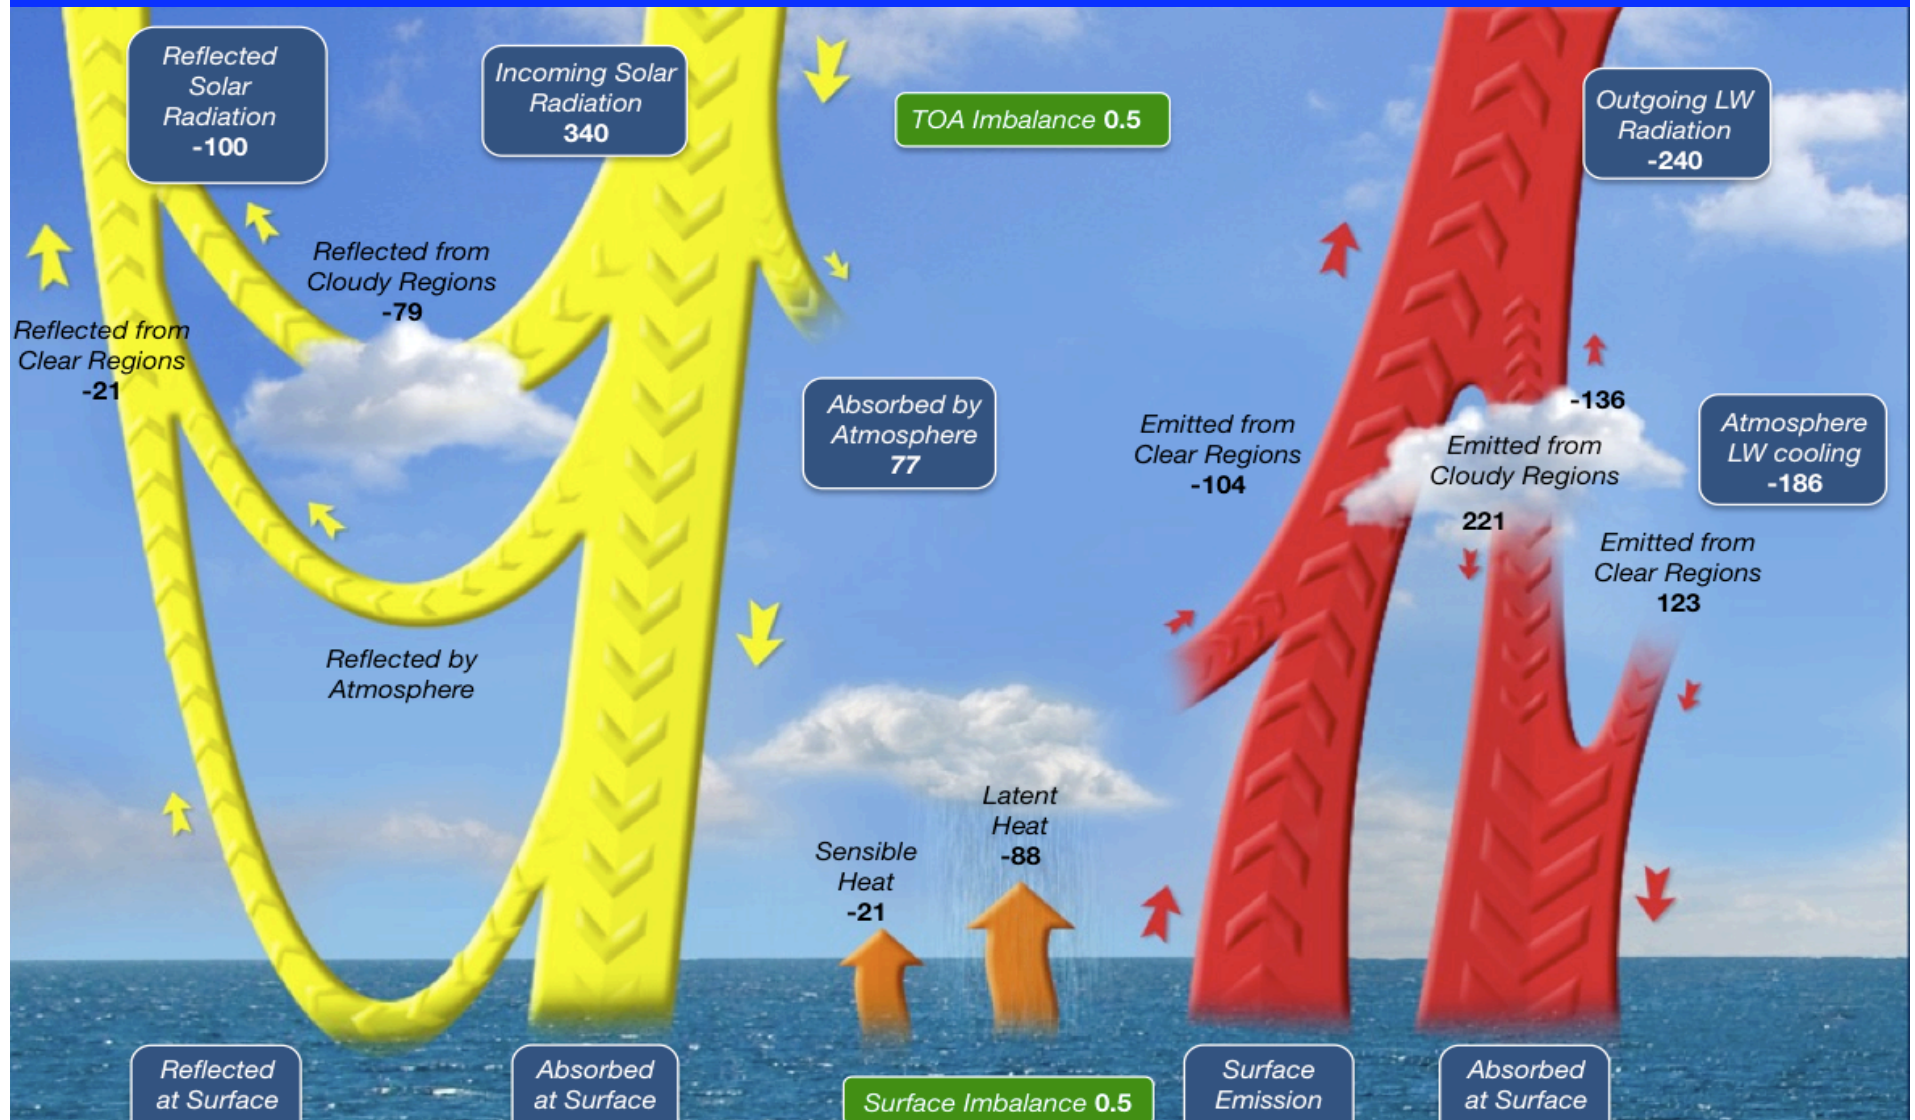 Reflected
Solar
Radiation
-100
Incoming Solar
Radiation
340
TOA Imbalance 0.5
Outgoing LW
Radiation
-240
Reflected from
Cloudy Regions
-79
Reflected from
Clear Regions
-21
Absorbed by
Atmosphere
77
Emitted from
Clear Regions
-104
-136
Emitted from
Cloudy Regions
221
Atmosphere
LW cooling
-186
Emitted from
Clear Regions
123
Reflected by
Atmosphere
Sensible
Heat
-21
Latent
Heat
-88
Reflected
at Surface
Absorbed
at Surface
Surface Imbalance 0.5
Surface
Emission
Absorbed
at Surface